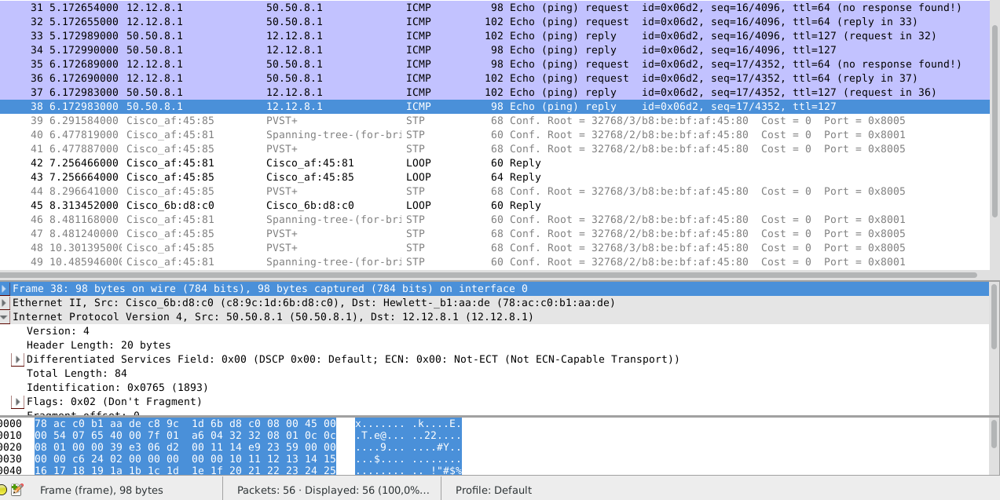 31 5.172654000 12.12.8.1 50.50.8.1 ICMP 98 Echo (ping) request id=0x06d2, seq=16/4096, ttl=64 (no response found!)
32 5.172655000 12.12.8.1 50.50.8.1 ICMP 102 Echo (ping) request id=0x06d2, seq=16/4096, ttl=64 (reply in 33)
33 5.172989000 50.50.8.1 12.12.8.1 ICMP 102 Echo (ping) reply id=0x06d2, seq=16/4096, ttl=127 (request in 32)
34 5.172990000 50.50.8.1 12.12.8.1 ICMP 98 Echo (ping) reply id=0x06d2, seq=16/4096, ttl=127
35 6.172689000 12.12.8.1 50.50.8.1 ICMP 98 Echo (ping) request id=0x06d2, seq=17/4352, ttl=64 (no response found!)
36 6.172690000 12.12.8.1 50.50.8.1 ICMP 102 Echo (ping) request id=0x06d2, seq=17/4352, ttl=64 (reply in 37)
37 6.172983000 50.50.8.1 12.12.8.1 ICMP 102 Echo (ping) reply id=0x06d2, seq=17/4352, ttl=127 (request in 36)
38 6.172983000 50.50.8.1 12.12.8.1 ICMP 98 Echo (ping) reply id=0x06d2, seq=17/4352, ttl=127
39 6.291584000 Cisco_af:45:85 PVST+ STP 68 Conf. Root = 32768/3/b8:be:bf:af:45:80 Cost = 0 Port = 0x8005
40 6.477819000 Cisco_af:45:81 Spanning-tree-(for-bri STP 60 Conf. Root = 32768/2/b8:be:bf:af:45:80 Cost = 0 Port = 0x8001
41 6.477887000 Cisco_af:45:85 PVST+ STP 68 Conf. Root = 32768/2/b8:be:bf:af:45:80 Cost = 0 Port = 0x8005
42 7.256466000 Cisco_af:45:81 Cisco_af:45:81 LOOP 60 Reply
43 7.256664000 Cisco_af:45:85 Cisco_af:45:85 LOOP 64 Reply
44 8.296641000 Cisco_af:45:85 PVST+ STP 68 Conf. Root = 32768/3/b8:be:bf:af:45:80 Cost = 0 Port = 0x8005
45 8.313452000 Cisco_6b:d8:c0 Cisco_6b:d8:c0 LOOP 60 Reply
46 8.481168000 Cisco_af:45:81 Spanning-tree-(for-bri STP 60 Conf. Root = 32768/2/b8:be:bf:af:45:80 Cost = 0 Port = 0x8001
47 8.481240000 Cisco_af:45:85 PVST+ STP 68 Conf. Root = 32768/2/b8:be:bf:af:45:80 Cost = 0 Port = 0x8005
48 10.301395000 Cisco_af:45:85 PVST+ STP 68 Conf. Root = 32768/3/b8:be:bf:af:45:80 Cost = 0 Port = 0x8005
49 10.485946000 Cisco_af:45:81 Spanning-tree-(for-bri STP 60 Conf. Root = 32768/2/b8:be:bf:af:45:80 Cost = 0 Port = 0x8001
Frame 38: 98 bytes on wire (784 bits), 98 bytes captured (784 bits) on interface 0
Ethernet II, Src: Cisco_6b:d8:c0 (c8:9c:1d:6b:d8:c0), Dst: Hewlett-_b1:aa:de (78:ac:c0:b1:aa:de)
Internet Protocol Version 4, Src: 50.50.8.1 (50.50.8.1), Dst: 12.12.8.1 (12.12.8.1)
Version: 4
Header Length: 20 bytes
Differentiated Services Field: 0x00 (DSCP 0x00: Default; ECN: 0x00: Not-ECT (Not ECN-Capable Transport))
Total Length: 84
Identification: 0x0765 (1893)
Flags: 0x02 (Don't Fragment)
Fragment offset: 0
0000 78 ac c0 b1 aa de c8 9c 1d 6b d8 c0 08 00 45 00 x....... .k....E.
0010 00 54 07 65 40 00 7f 01 a6 04 32 32 08 01 0c 0c .T.e@... ..22....
0020 08 01 00 00 39 e3 06 d2 00 11 14 e9 23 59 00 00 ....9... ....#Y..
0030 00 00 c6 24 02 00 00 00 00 00 10 11 12 13 14 15 ...$.... ........
0040 16 17 18 19 1a 1b 1c 1d 1e 1f 20 21 22 23 24 25 ........ .. !"#$%
Frame (frame), 98 bytes Packets: 56 · Displayed: 56 (100,0%... Profile: Default